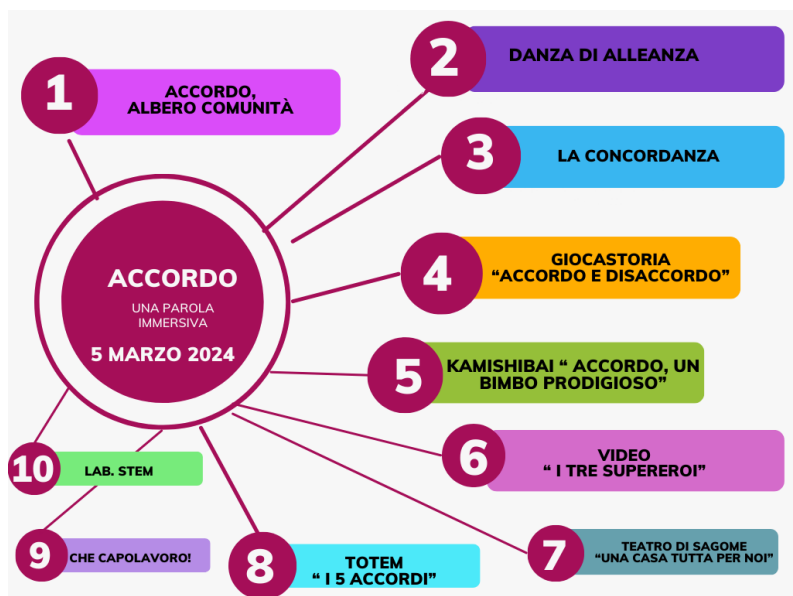 ACCORDO
UNA PAROLA
IMMERSIVA
5 MARZO 2024
1
ACCORDO,
ALBERO COMUNITÀ
2
DANZA DI ALLEANZA
3
LA CONCORDANZA
4
GIOCASTORIA
“ACCORDO E DISACCORDO”
5
KAMISHIBAI “ ACCORDO, UN
BIMBO PRODIGIOSO”
6
VIDEO
“ I TRE SUPEREROI”
7
TEATRO DI SAGOME
“UNA CASA TUTTA PER NOI”
8
TOTEM
“ I 5 ACCORDI”
9
CHE CAPOLAVORO!
10
LAB. STEM